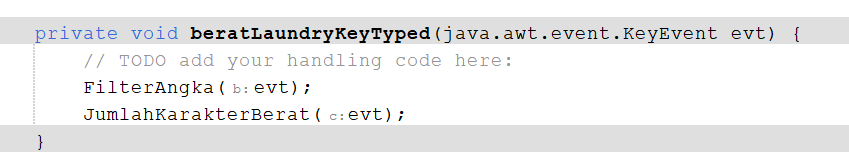 private void beratLaundryKeyTyped(java.awt.event.KeyEvent evt) {
// TODO add your handling code here:
FilterAngka( b: evt);
JumlahKarakterBerat( c: evt);
}